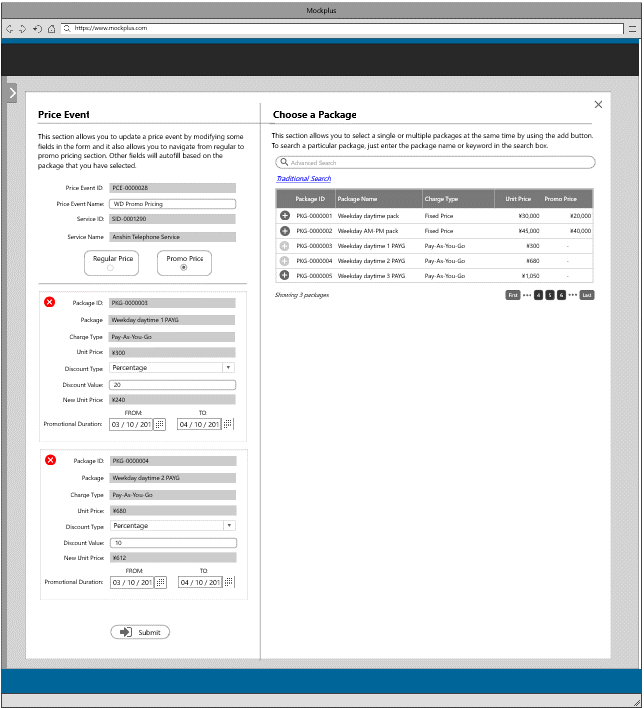 Mockplus
https://www.mockplus.com
Price Event
This section allows you to update a price event by modifying some
fields in the form and it also allows you to navigate from regular to
promo pricing section. Other fields will autofill based on the
package that you have selected.
Price Event ID: PCE-0000028
Price Event Name: WD Promo Pricing
Service ID: SID-0001290
Service Name Anshin Telephone Service
Regular Price Promo Price
Package ID: PKG-0000003
Package Weekday daytime 1 PAYG
Charge Type Pay-As-You-Go
Unit Price: ¥300
Discount Type Percentage
Discount Value: 20
New Unit Price: ¥240
FROM: TO:
Promotional Duration: 03 / 10 / 201 04 / 10 / 201
Package ID: PKG-0000004
Package Weekday daytime 2 PAYG
Charge Type Pay-As-You-Go
Unit Price: ¥680
Discount Type Percentage
Discount Value: 10
New Unit Price: ¥612
FROM: TO:
Promotional Duration: 03 / 10 / 201 04 / 10 / 201
Submit
Choose a Package
This section allows you to select a single or multiple packages at the same time by using the add button.
To search a particular package, just enter the package name or keyword in the search box.
Advanced Search
Traditional Search
Package ID Package Name Charge Type Unit Price Promo Price
PKG-0000001 Weekday daytime pack Fixed Price ¥30,000 ¥20,000
PKG-0000002 Weekday AM-PM pack Fixed Price ¥45,000 ¥40,000
PKG-0000003 Weekday daytime 1 PAYG Pay-As-You-Go ¥300 -
PKG-0000004 Weekday daytime 2 PAYG Pay-As-You-Go ¥680 -
PKG-0000005 Weekday daytime 3 PAYG Pay-As-You-Go ¥1,050 -
Showing 5 packages
First ••• 4 5 6 ••• Last